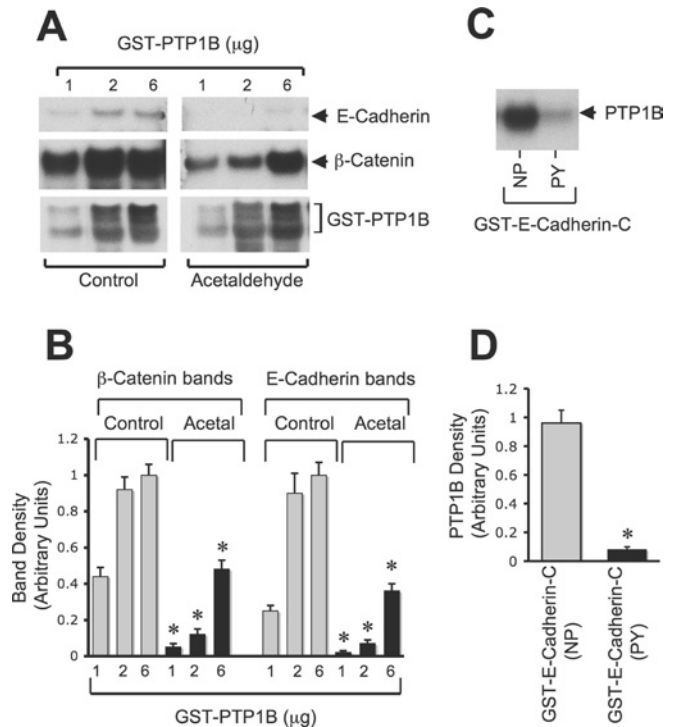 A
GST-PTP1B (μg)
1 2 6 1 2 6
E-Cadherin
β-Catenin
GST-PTP1B
Control Acetaldehyde
C
PTP1B
NP PY
GST-E-Cadherin-C
B
β-Catenin bands E-Cadherin bands
Control Acetal Control Acetal
Band Density
(Arbitrary Units)
1.2
1
0.8
0.6
0.4
0.2
0
* * * * * *
1 2 6 1 2 6 1 2 6 1 2 6
GST-PTP1B (μg)
D
PTP1B Density
(Arbitrary Units)
1.2
1
0.8
0.6
0.4
0.2
0
*
GST-E-Cadherin-C
(NP)
GST-E-Cadherin-C
(PY)